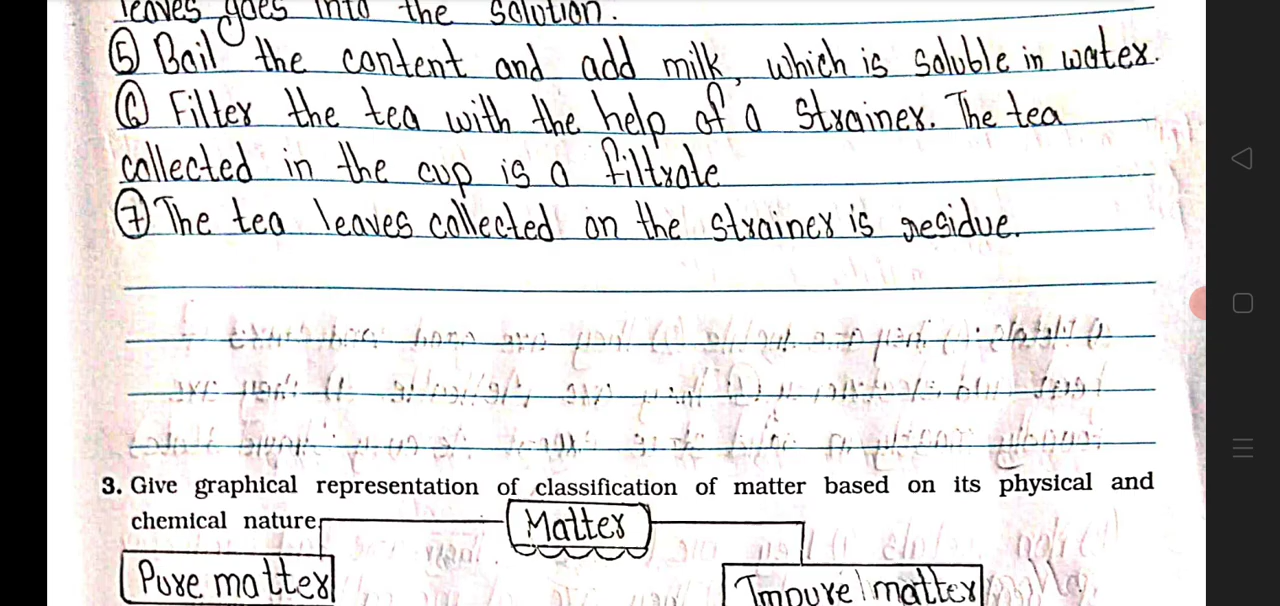 leaves goes into the solution.
⑤ Bail the content and add milk, which is soluble in water.
⑥ Filter the tea with the help of a strainer. The tea
collected in the cup is a filtrate
⑦ The tea leaves collected on the strainer is residue.
3. Give graphical representation of classification of matter based on its physical and
chemical nature.
Matter
Pure matter
Impure matter